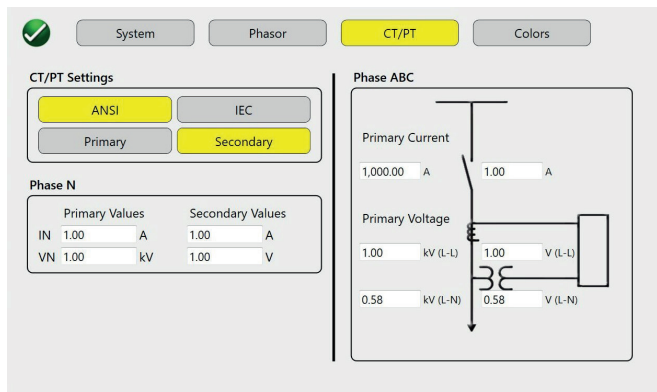 System Phasor CT/PT Colors
CT/PT Settings
ANSI IEC
Primary Secondary
Phase N
Primary Values Secondary Values
IN 1.00 A 1.00 A
VN 1.00 kV 1.00 V
Phase ABC
Primary Current
1,000.00 A 1.00 A
Primary Voltage
1.00 kV (L-L) 1.00 V (L-L)
0.58 kV (L-N) 0.58 V (L-N)